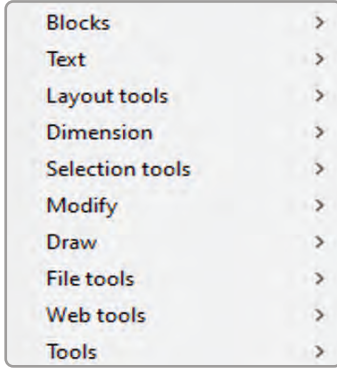 Blocks
Text
Layout tools
Dimension
Selection tools
Modify
Draw
File tools
Web tools
Tools